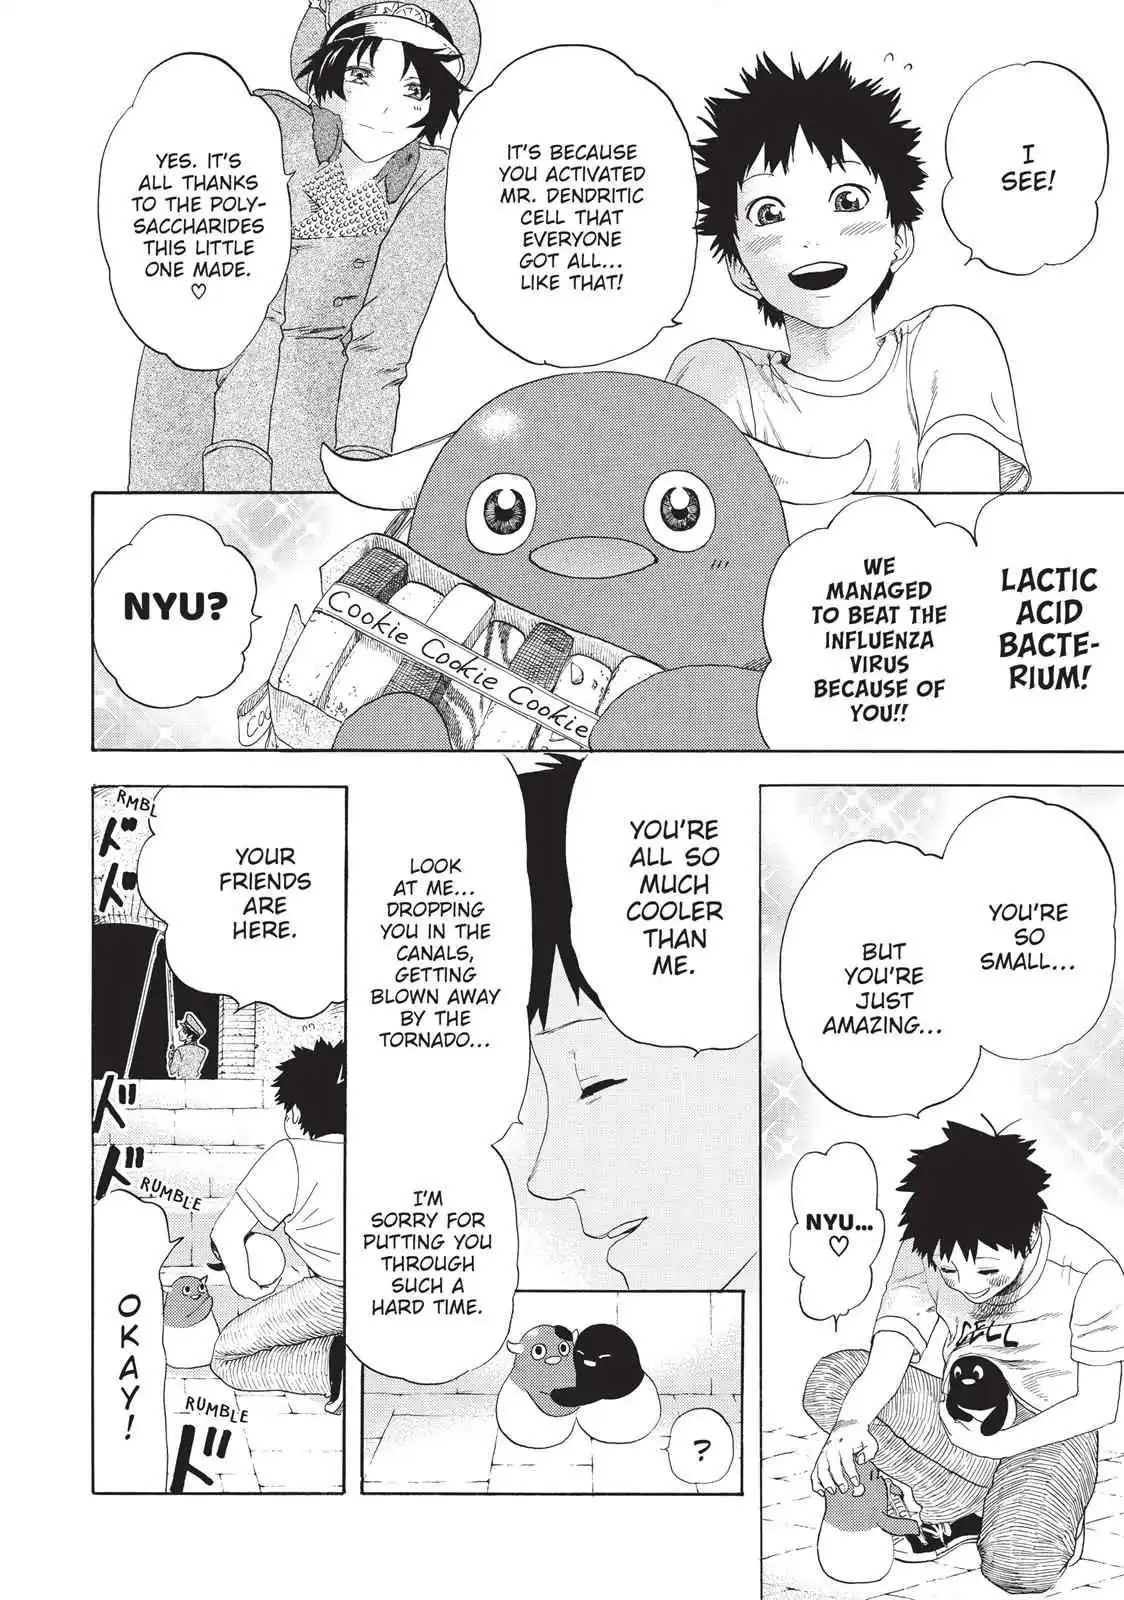 I
SEE!
IT'S BECAUSE
YOU ACTIVATED
MR. DENDRITIC
CELL THAT
EVERYONE
GOT ALL...
LIKE THAT!
YES. IT'S
ALL THANKS
TO THE POLY-
SACCHARIDES
THIS LITTLE
ONE MADE.
♡
LACTIC
ACID
BACTE-
RIUM!
WE
MANAGED
TO BEAT THE
INFLUENZA
VIRUS
BECAUSE OF
YOU!!
Cookie Cookie Cookie
NYU?
YOU'RE
SO
SMALL...
BUT
YOU'RE
JUST
AMAZING...
NYU...
♡
CELL
YOU'RE
ALL SO
MUCH
COOLER
THAN
ME.
LOOK
AT ME...
DROPPING
YOU IN THE
CANALS,
GETTING
BLOWN AWAY
BY THE
TORNADO...
I'M
SORRY FOR
PUTTING YOU
THROUGH
SUCH A
HARD TIME.
?
RMBL
ドド
YOUR
FRIENDS
ARE
HERE.
ドド
RUMBLE
OKAY!
RUMBLE
ド